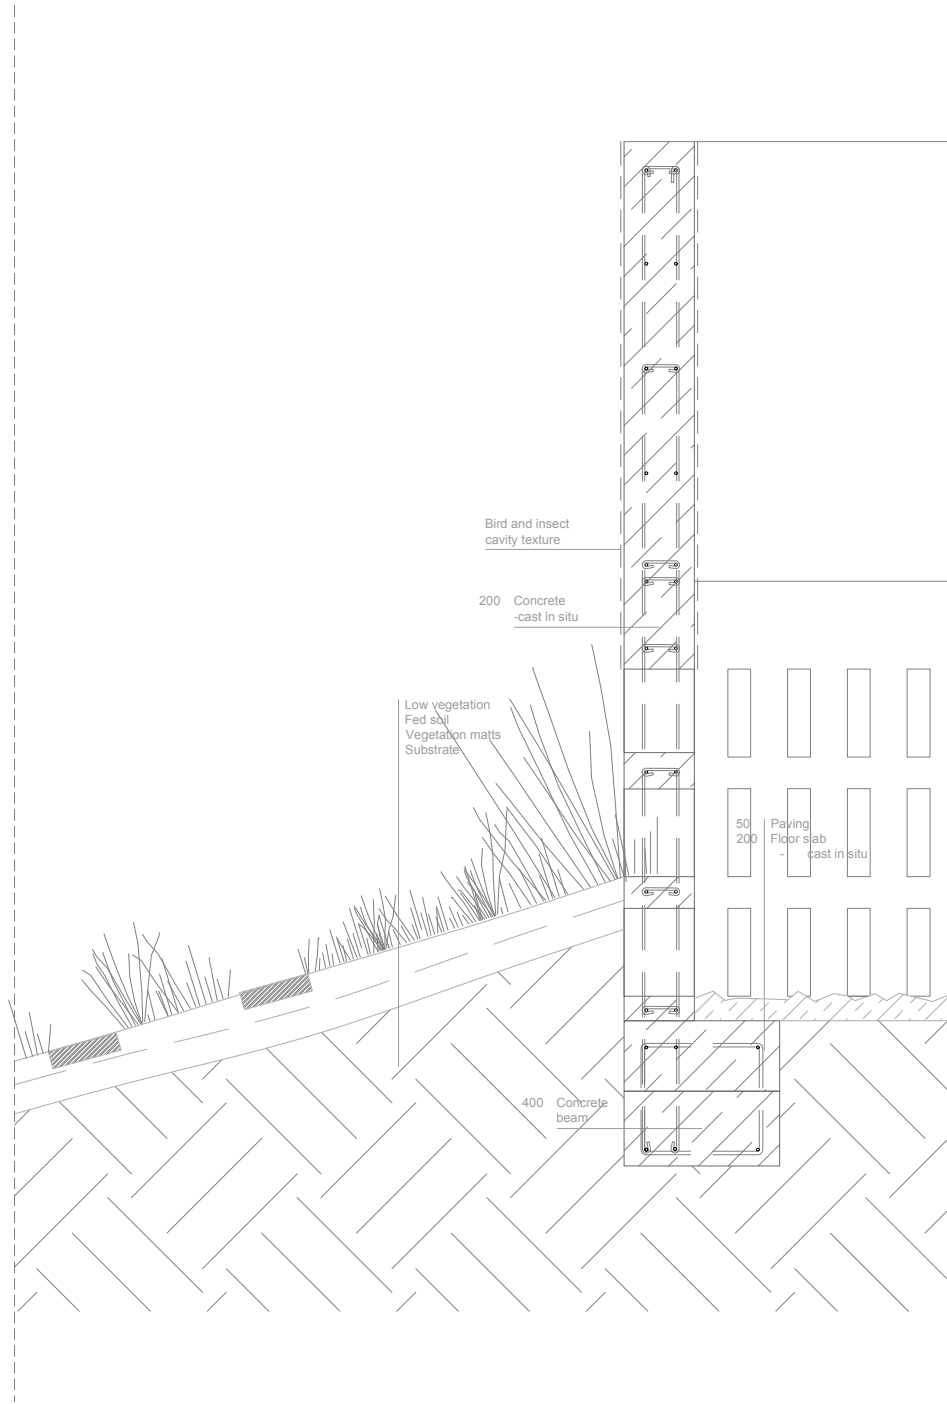 Bird and insect
cavity texture
200 Concrete
-cast in situ
Low vegetation
Fed soil
Vegetation matts
Substrate
50 Paving
200 Floor slab
- cast in situ
400 Concrete
beam